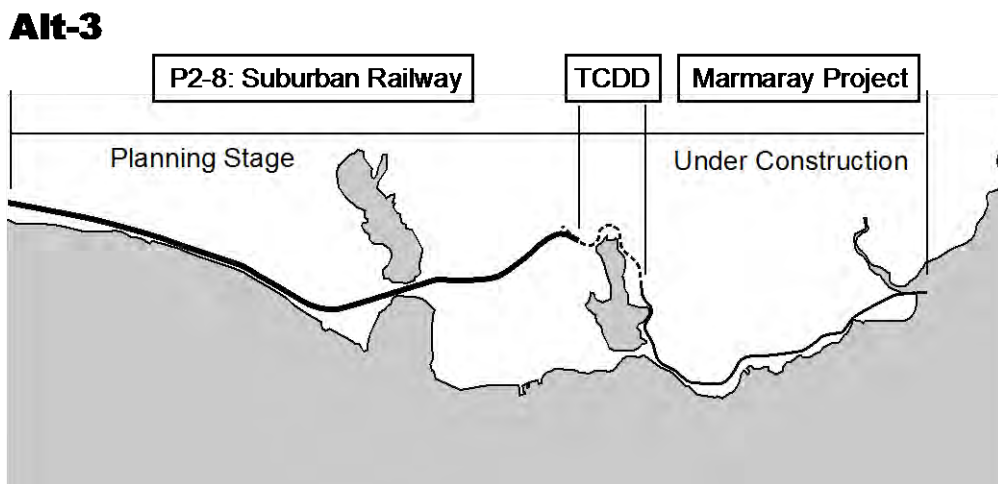 Alt-3
P2-8: Suburban Railway
TCDD
Marmaray Project
Planning Stage
Under Construction